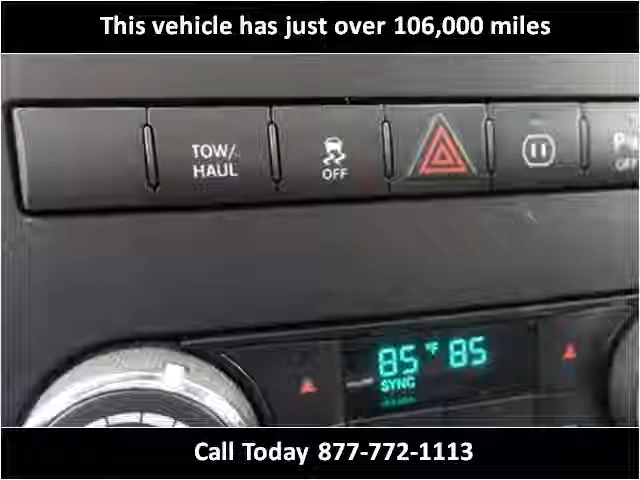 This vehicle has just over 106,000 miles
TOW/
HAUL
OFF
P
OFF
85 °F 85
SYNC
Call Today 877-772-1113